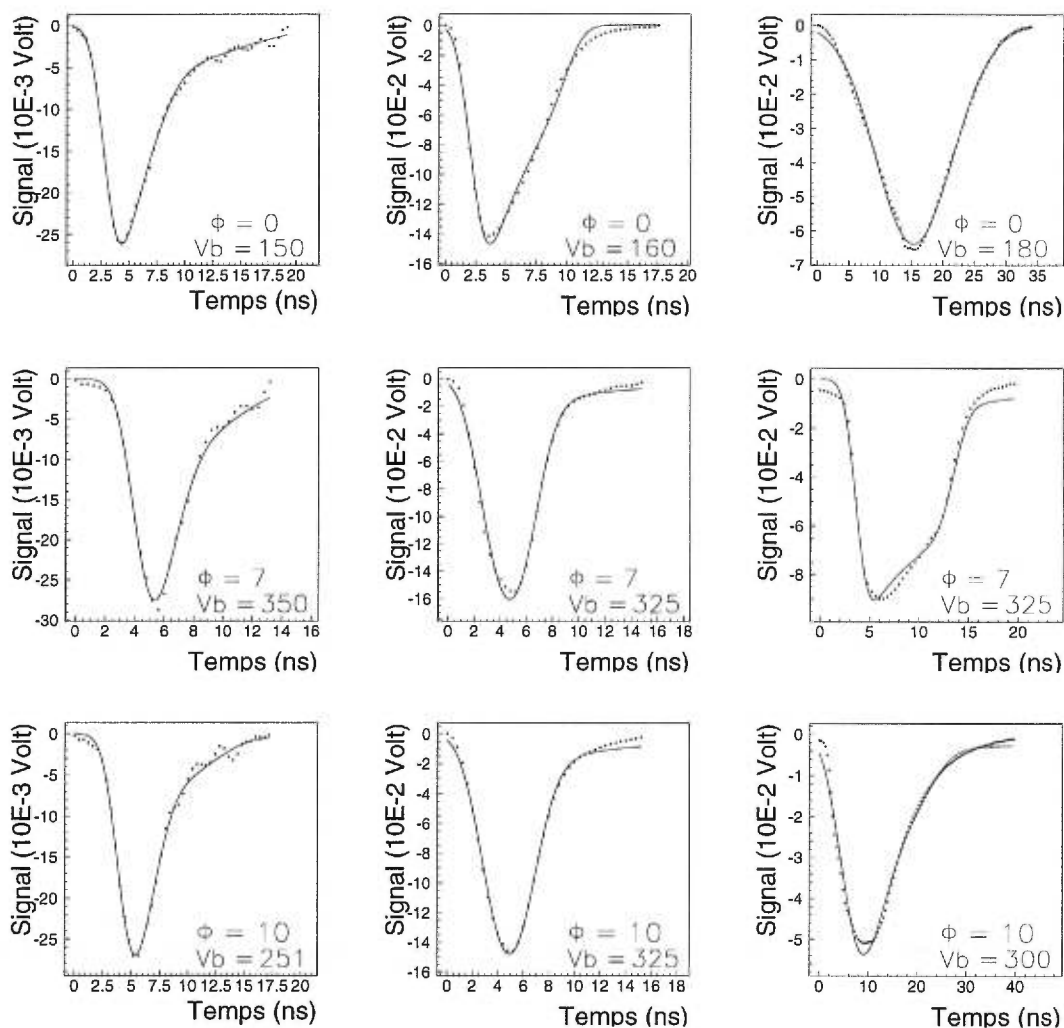 Signal (10E-3 Volt)
0
-5
-10
-15
-20
-25
ϕ = 0
Vb = 150
0 2.5 5 7.5 10 12.5 15 17.5 20
Temps (ns)
Signal (10E-2 Volt)
0
-2
-4
-6
-8
-10
-12
-14
-16
ϕ = 0
Vb = 160
0 2.5 5 7.5 10 12.5 15 17.5 20
Temps (ns)
Signal (10E-2 Volt)
0
-1
-2
-3
-4
-5
-6
-7
ϕ = 0
Vb = 180
0 5 10 15 20 25 30 35
Temps (ns)
Signal (10E-3 Volt)
0
-5
-10
-15
-20
-25
-30
ϕ = 7
Vb = 350
0 2 4 6 8 10 12 14 16
Temps (ns)
Signal (10E-2 Volt)
0
-2
-4
-6
-8
-10
-12
-14
-16
ϕ = 7
Vb = 325
0 2 4 6 8 10 12 14 16 18
Temps (ns)
Signal (10E-2 Volt)
0
-2
-4
-6
-8
ϕ = 7
Vb = 325
0 5 10 15 20
Temps (ns)
Signal (10E-3 Volt)
0
-5
-10
-15
-20
-25
ϕ = 10
Vb = 251
0 2.5 5 7.5 10 12.5 15 17.5 20
Temps (ns)
Signal (10E-2 Volt)
0
-2
-4
-6
-8
-10
-12
-14
-16
ϕ = 10
Vb = 325
0 2 4 6 8 10 12 14 16 18
Temps (ns)
Signal (10E-2 Volt)
0
-1
-2
-3
-4
-5
ϕ = 10
Vb = 300
0 10 20 30 40
Temps (ns)